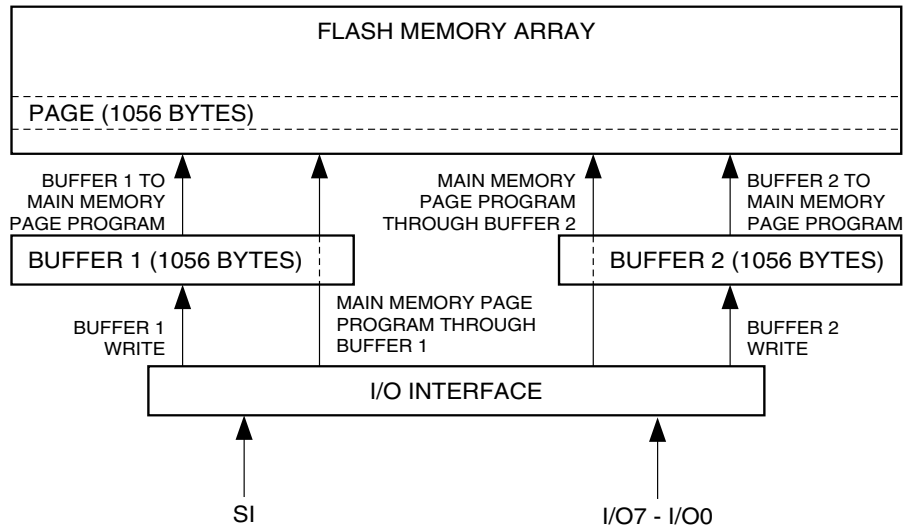 FLASH MEMORY ARRAY
PAGE (1056 BYTES)
BUFFER 1 TO
MAIN MEMORY
PAGE PROGRAM
MAIN MEMORY
PAGE PROGRAM
THROUGH BUFFER 2
BUFFER 2 TO
MAIN MEMORY
PAGE PROGRAM
BUFFER 1 (1056 BYTES)
BUFFER 2 (1056 BYTES)
BUFFER 1
WRITE
MAIN MEMORY PAGE
PROGRAM THROUGH
BUFFER 1
BUFFER 2
WRITE
I/O INTERFACE
SI
I/O7 - I/O0